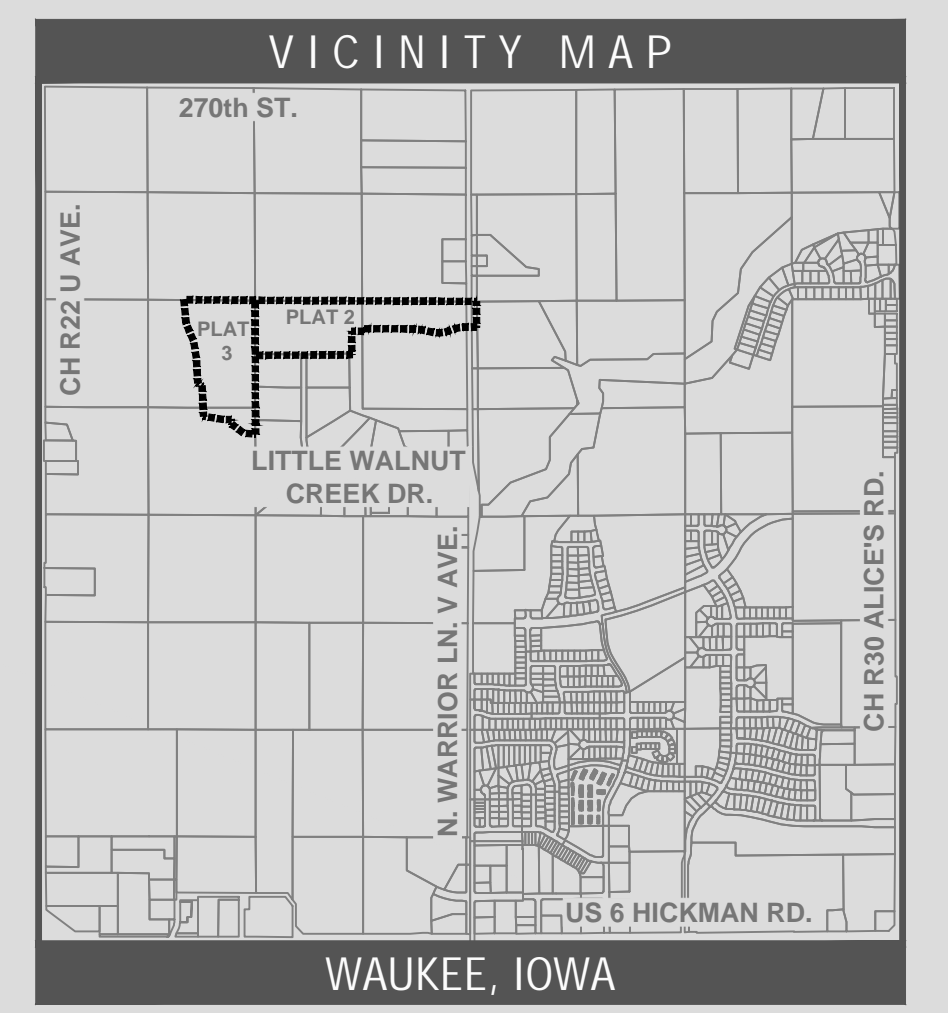 VICINITY MAP
270th ST.
CH R22 U AVE.
PLAT 2
PLAT
3
LITTLE WALNUT
CREEK DR.
N. WARRIOR LN. V AVE.
CH R30 ALICE'S RD.
US 6 HICKMAN RD.
WAUKEE, IOWA